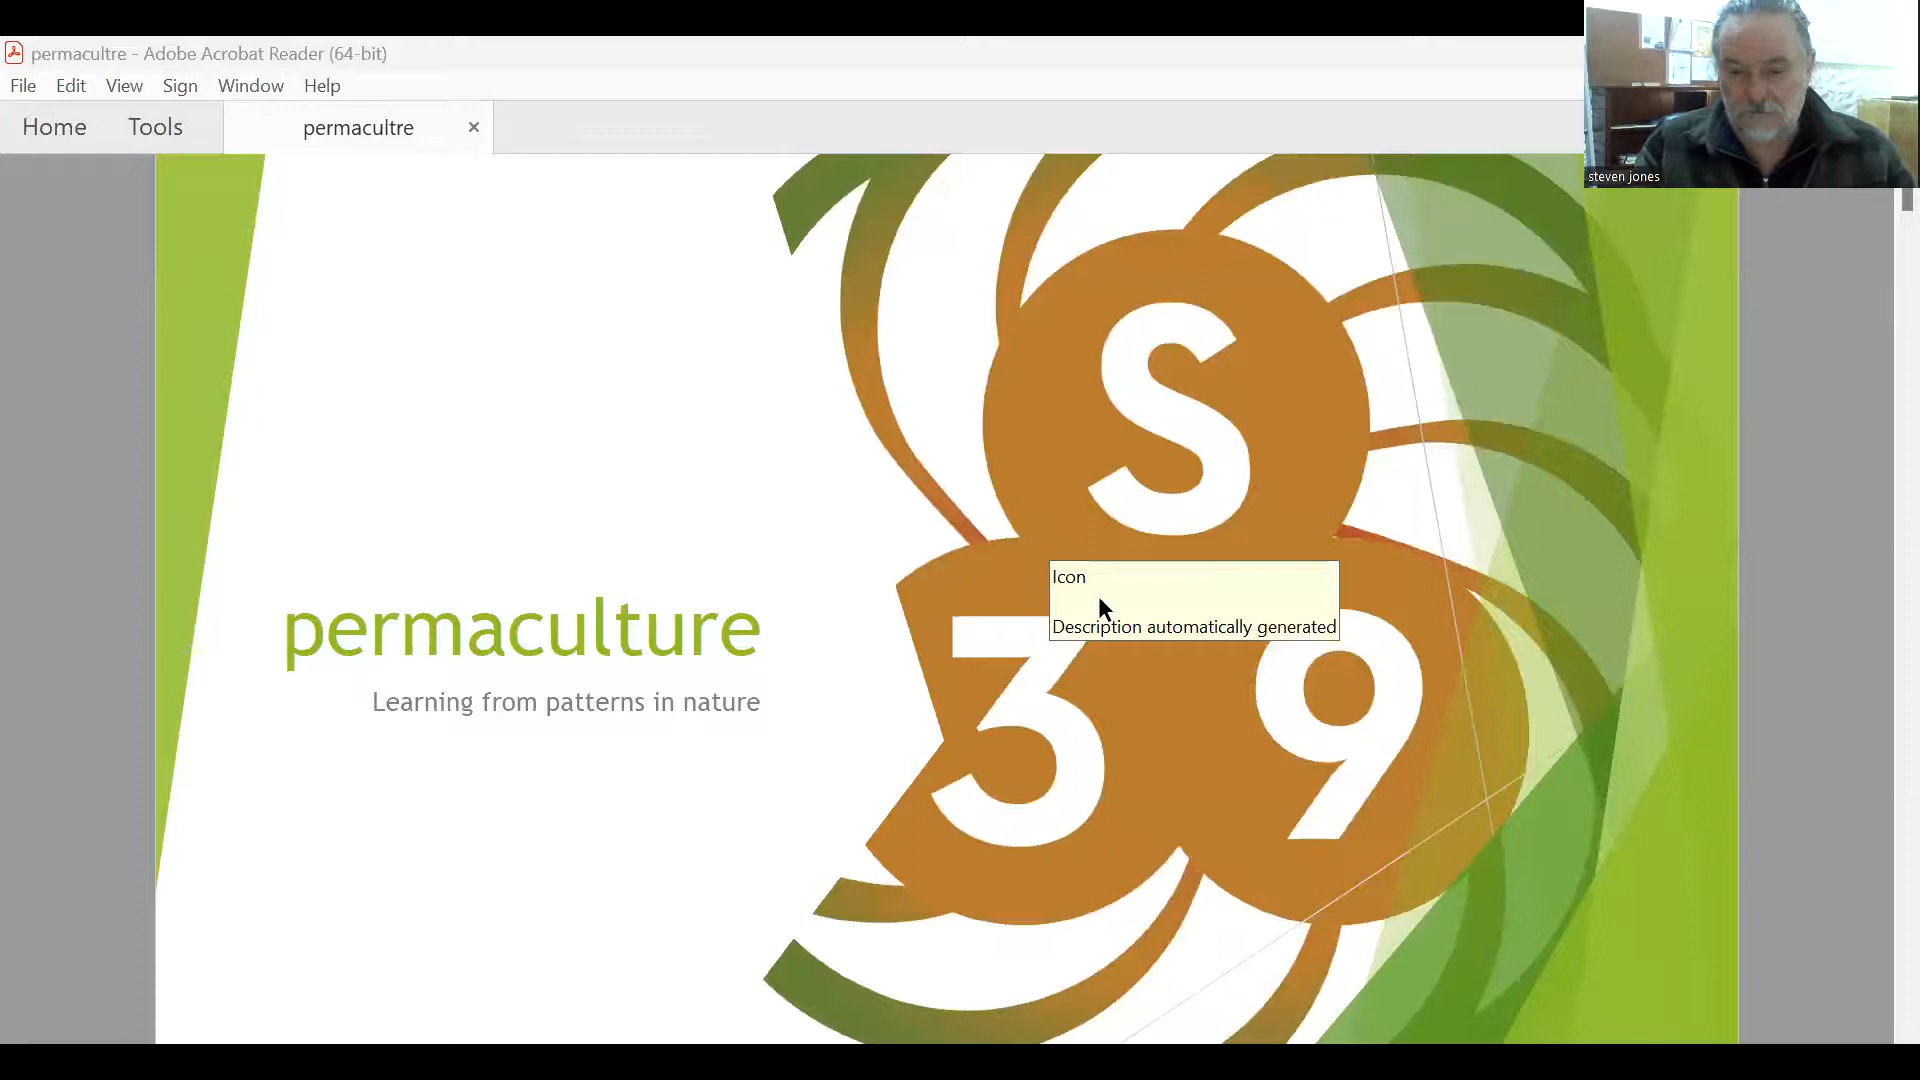 permacultre - Adobe Acrobat Reader (64-bit)
File Edit View Sign Window Help
Home Tools permacultre ×
steven jones
S
Icon
Description automatically generated
3 9
permaculture
Learning from patterns in nature